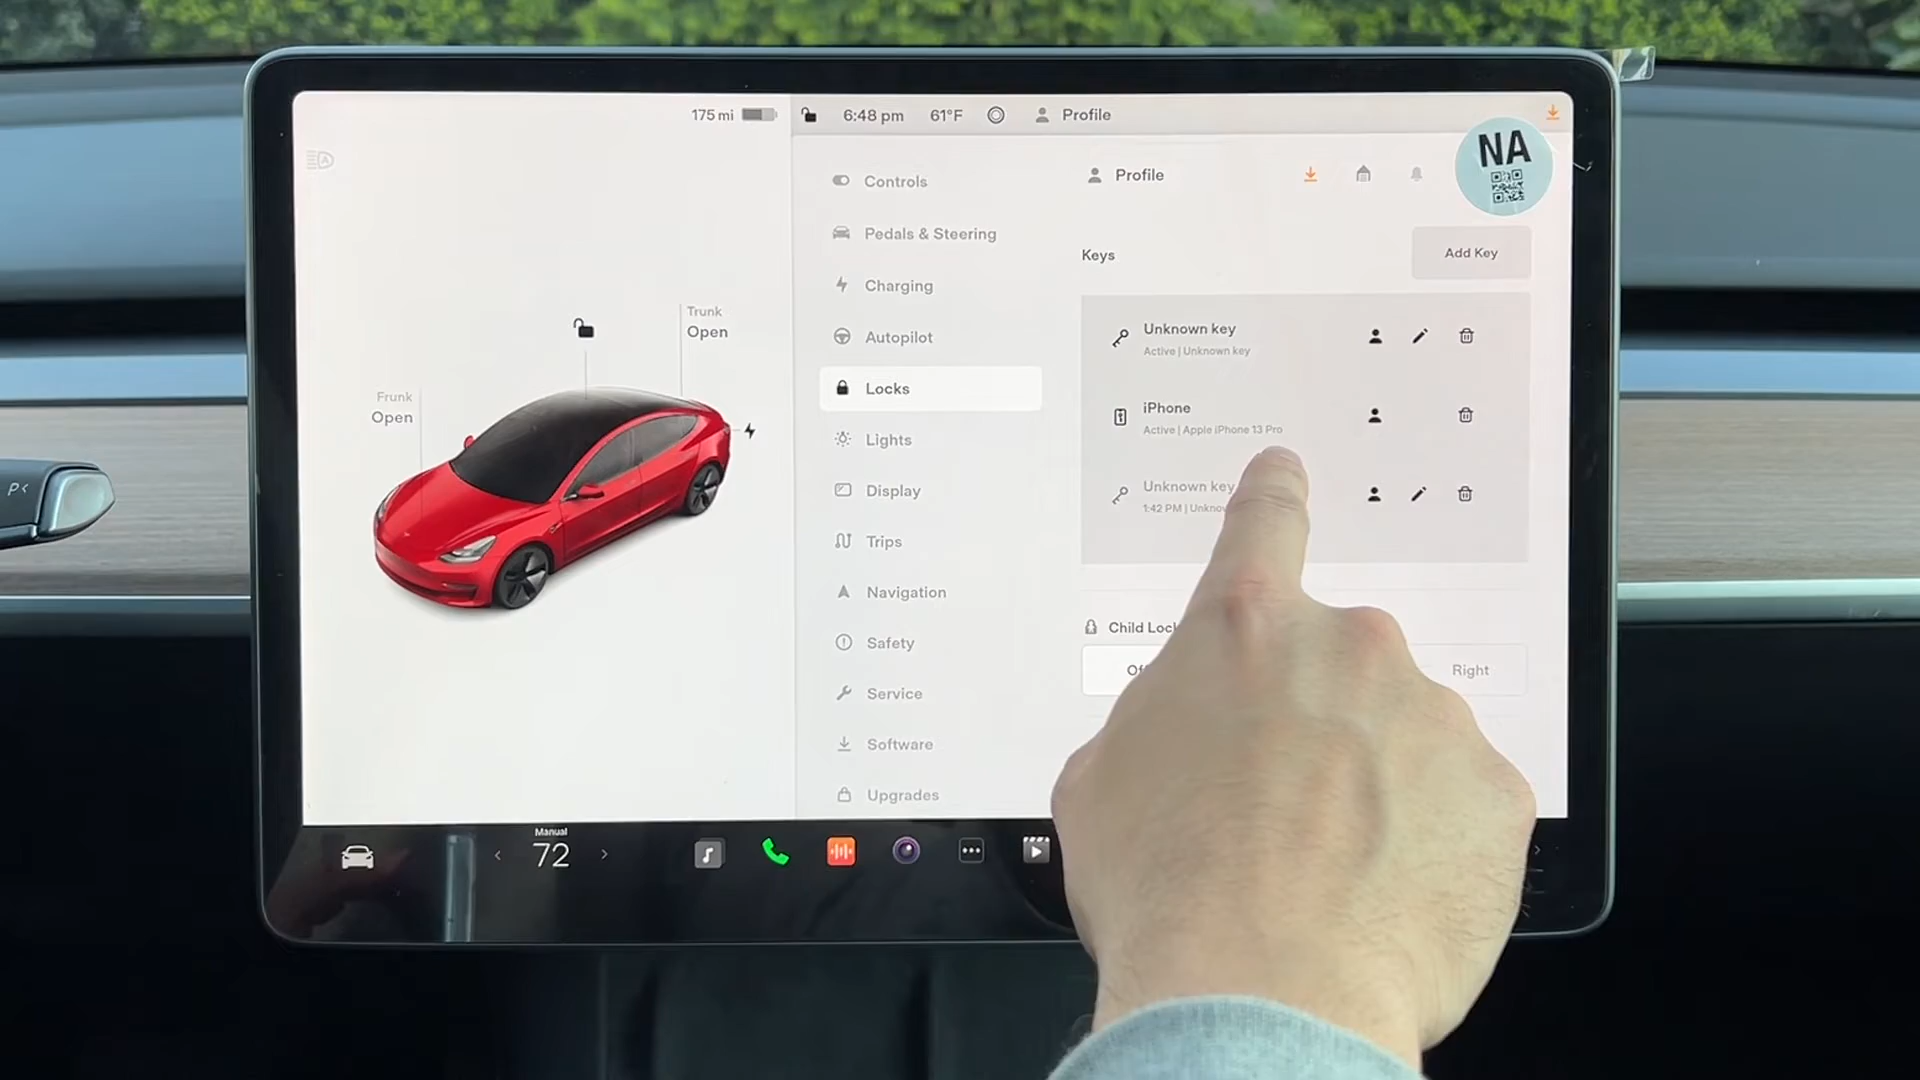 175 mi
6:48 pm
61°F
Profile
NA
Trunk
Open
Frunk
Open
Controls
Pedals & Steering
Charging
Autopilot
Locks
Lights
Display
Trips
Navigation
Safety
Service
Software
Upgrades
Profile
Keys
Add Key
Unknown key
Active | Unknown key
iPhone
Active | Apple iPhone 13 Pro
Unknown key
1:42 PM |
Child
Right
P
Manual
72